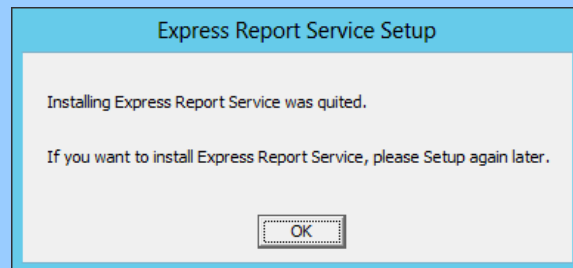 Express Report Service Setup
Installing Express Report Service was quited.
If you want to install Express Report Service, please Setup again later.
OK